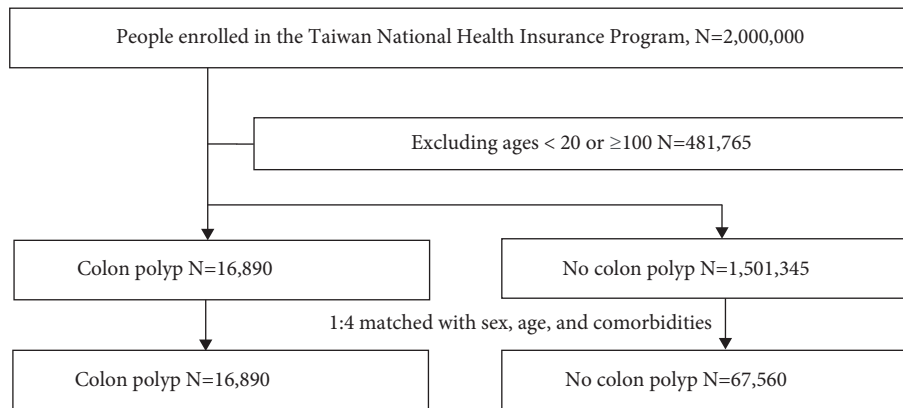 People enrolled in the Taiwan National Health Insurance Program, N=2,000,000
Excluding ages < 20 or ≥100 N=481,765
Colon polyp N=16,890
No colon polyp N=1,501,345
1:4 matched with sex, age, and comorbidities
Colon polyp N=16,890
No colon polyp N=67,560